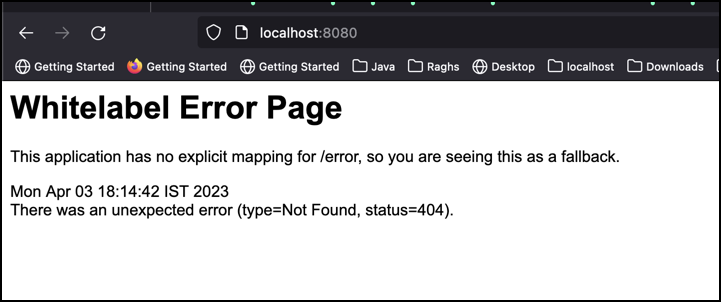 localhost:8080
Getting Started Getting Started Getting Started Java Raghs Desktop localhost Downloads
Whitelabel Error Page
This application has no explicit mapping for /error, so you are seeing this as a fallback.
Mon Apr 03 18:14:42 IST 2023
There was an unexpected error (type=Not Found, status=404).